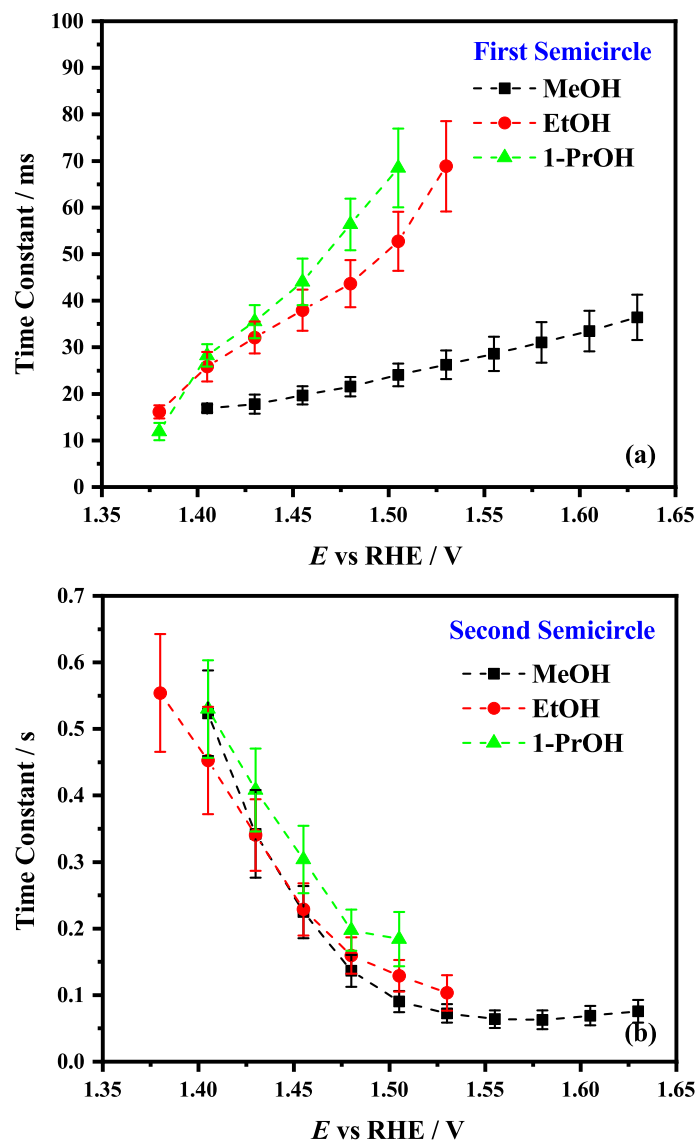 100
90
80
70
60
50
40
30
20
10
0
Time Constant / ms
First Semicircle
MeOH
EtOH
1-PrOH
(a)
1.35 1.40 1.45 1.50 1.55 1.60 1.65
E vs RHE / V
0.7
0.6
0.5
0.4
0.3
0.2
0.1
0.0
Time Constant / s
Second Semicircle
MeOH
EtOH
1-PrOH
(b)
1.35 1.40 1.45 1.50 1.55 1.60 1.65
E vs RHE / V